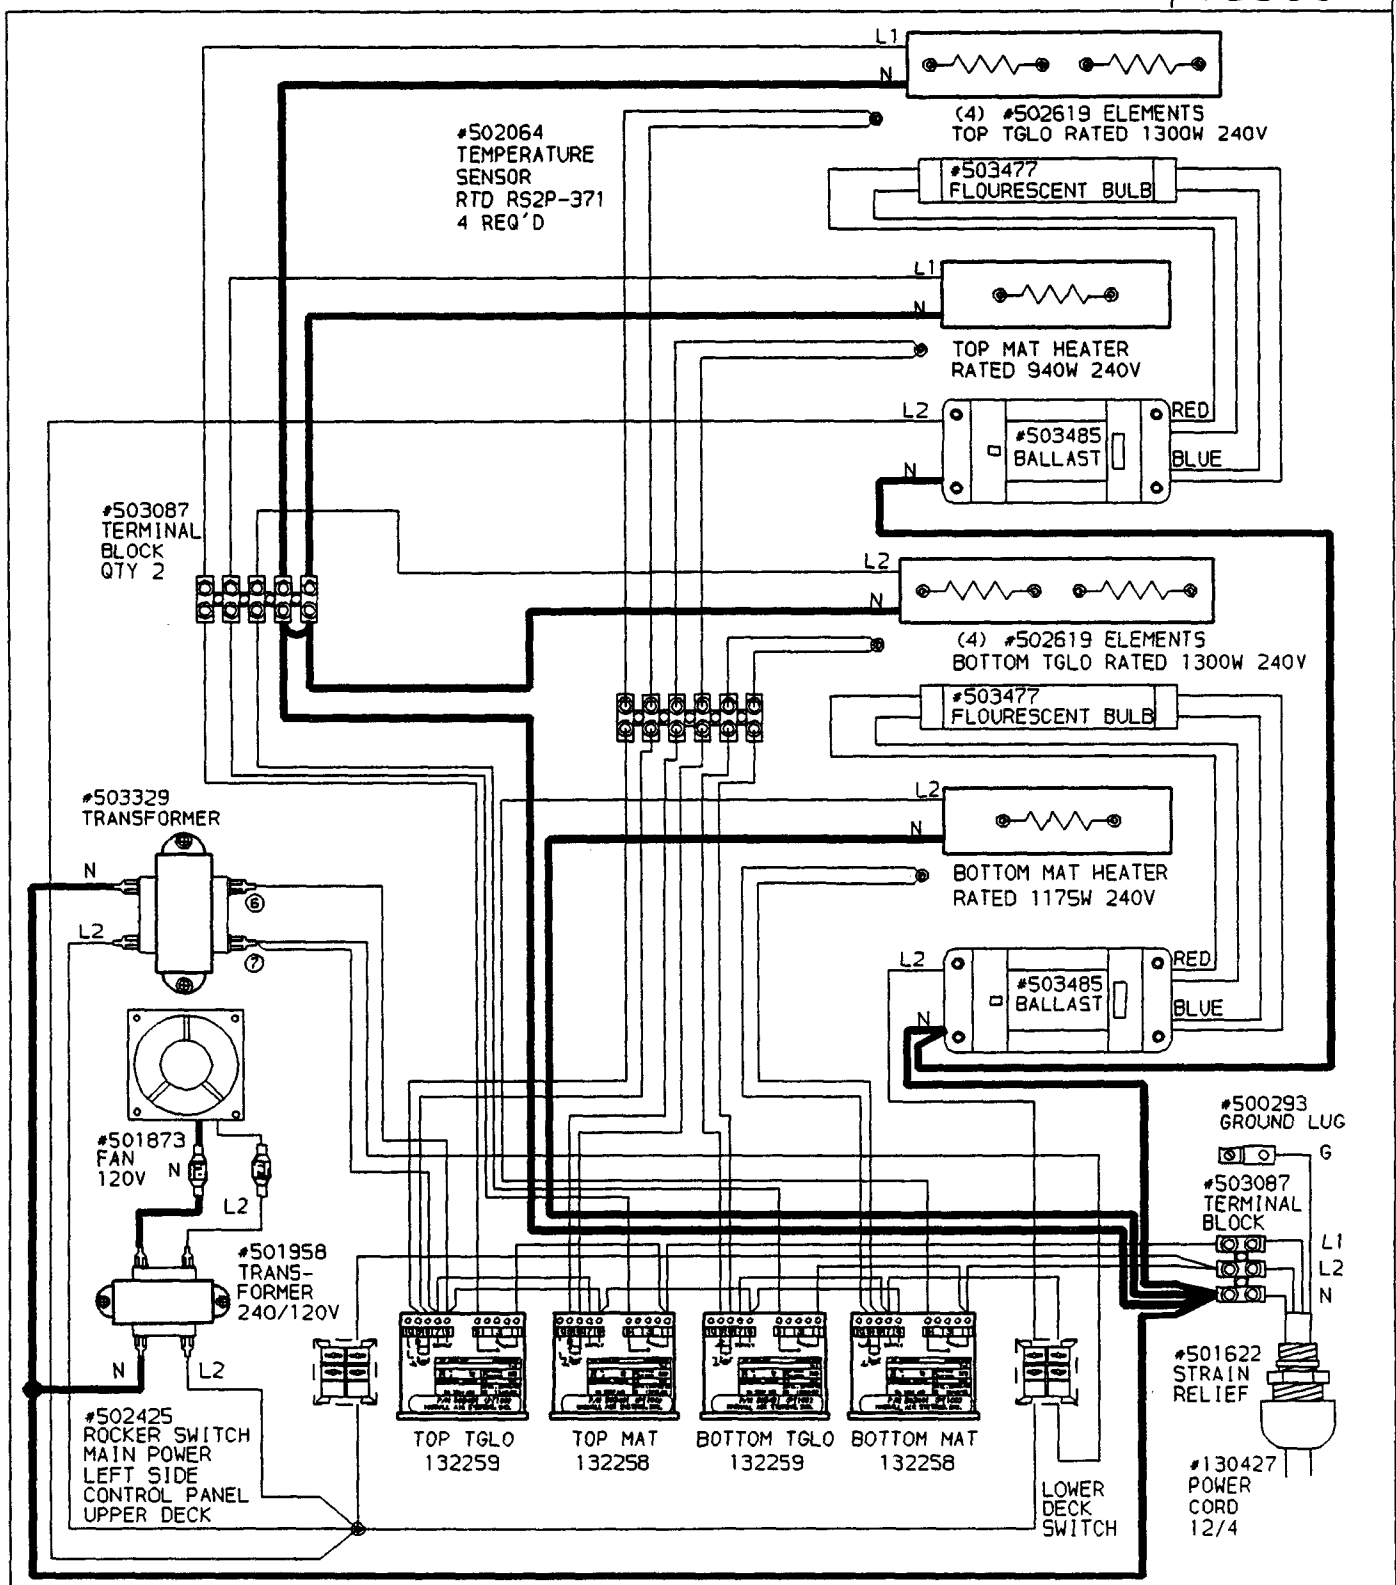 L1
N
(4) #502619 ELEMENTS
TOP TGLO RATED 1300W 240V
#502064
TEMPERATURE
SENSOR
RTD RS2P-371
4 REQ'D
#503477
FLOURESCENT BULB
L1
N
TOP MAT HEATER
RATED 940W 240V
L2
RED
#503485
BALLAST
BLUE
N
#503087
TERMINAL
BLOCK
QTY 2
L2
N
(4) #502619 ELEMENTS
BOTTOM TGLO RATED 1300W 240V
#503477
FLOURESCENT BULB
#503329
TRANSFORMER
L2
N
BOTTOM MAT HEATER
RATED 1175W 240V
N
6
L2
7
L2
RED
#503485
BALLAST
BLUE
N
#501873
FAN
120V
N
L2
#500293
GROUND LUG
G
#503087
TERMINAL
BLOCK
L1
L2
N
#501958
TRANS-
FORMER
240/120V
N
L2
#501622
STRAIN
RELIEF
#502425
ROCKER SWITCH
MAIN POWER
LEFT SIDE
CONTROL PANEL
UPPER DECK
TOP TGLO
132259
TOP MAT
132258
BOTTOM TGLO
132259
BOTTOM MAT
132258
LOWER
DECK
SWITCH
#130427
POWER
CORD
12/4